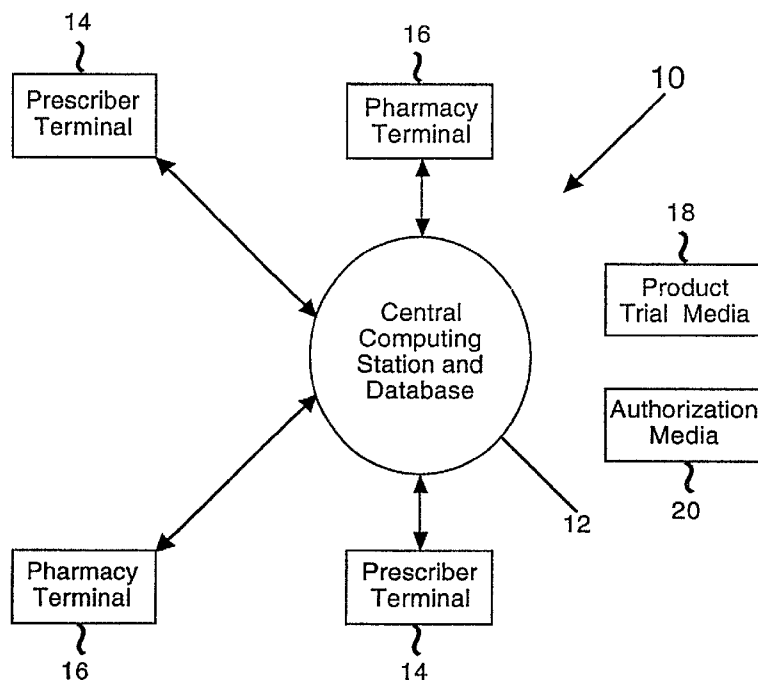 14
Prescriber
Terminal
16
Pharmacy
Terminal
10
18
Product
Trial Media
Central
Computing
Station and
Database
Authorization
Media
20
12
Pharmacy
Terminal
16
Prescriber
Terminal
14